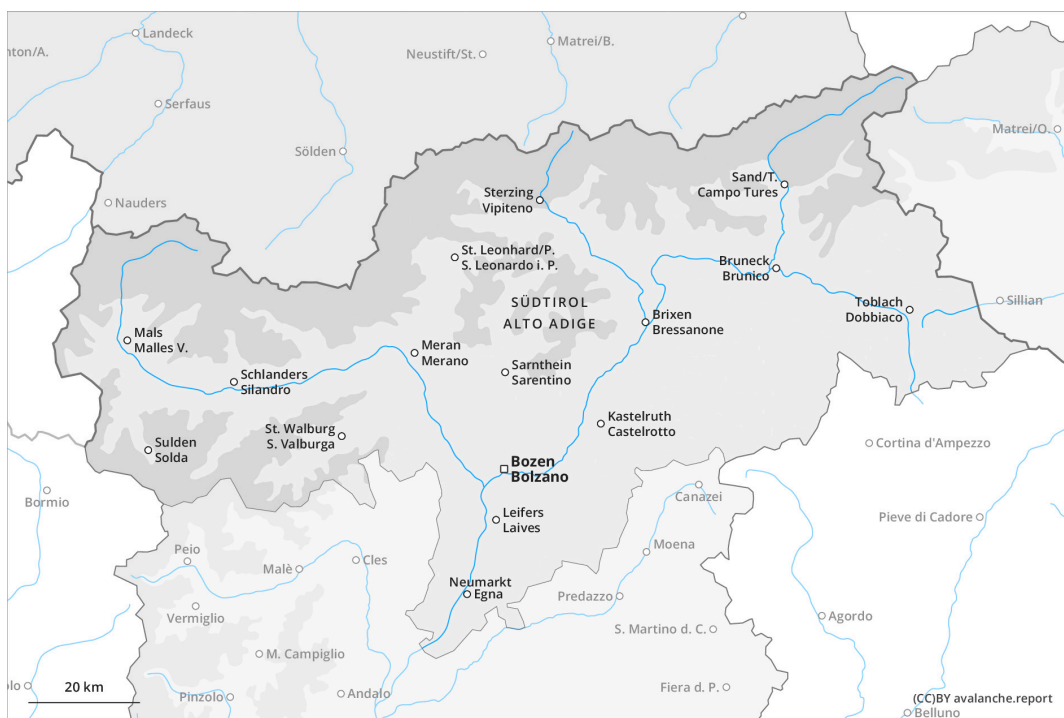 Landeck
nton/A.
Neustift/St.
Matrei/B.
Serfaus
Matrei/O.
Sölden
Sand/T.
Campo Tures
Sterzing
Vipiteno
Nauders
St. Leonhard/P.
S. Leonardo i. P.
Bruneck
Brunico
SÜDTIROL
ALTO ADIGE
Toblach
Dobbiaco
Sillian
Brixen
Bressanone
Mals
Malles V.
Meran
Merano
Schlanders
Silandro
Sarnthein
Sarentino
Kastelruth
Castelrotto
St. Walburg
S. Valburga
Sulden
Solda
Cortina d'Ampezzo
Bozen
Bolzano
Bormio
Canazei
Leifers
Laives
Pieve di Cadore
Peio
Malè
Cles
Moena
Neumarkt
Egna
Predazzo
Vermiglio
Agordo
S. Martino d. C.
M. Campiglio
olo
20 km
Pinzolo
Andalo
Fiera d. P.
(CC)BY avalanche.report
Belluno